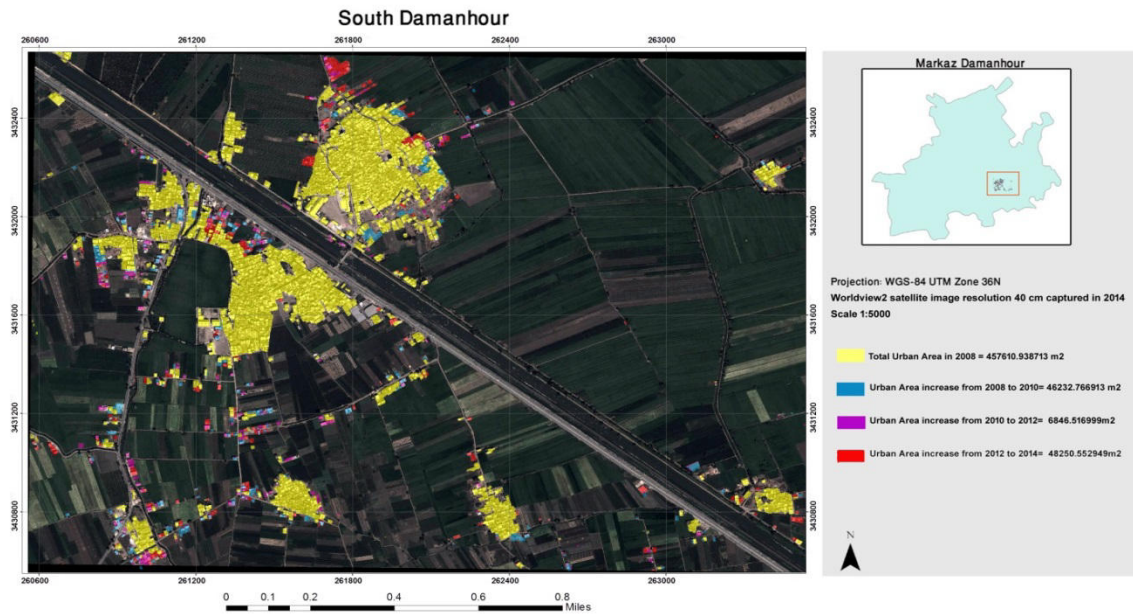 South Damanhour
260600 261200 261800 262400 263000
3432400 3432400
3432000 3432000
3431600 3431600
3431200 3431200
3430800 3430800
260600 261200 261800 262400 263000
0 0.1 0.2 0.4 0.6 0.8
Miles
Markaz Damanhour
Projection: WGS-84 UTM Zone 36N
Worldview2 satellite image resolution 40 cm captured in 2014
Scale 1:5000
Total Urban Area in 2008 = 457610.938713 m2
Urban Area increase from 2008 to 2010= 46232.766913 m2
Urban Area increase from 2010 to 2012= 6846.516999m2
Urban Area increase from 2012 to 2014= 48250.552949m2
N